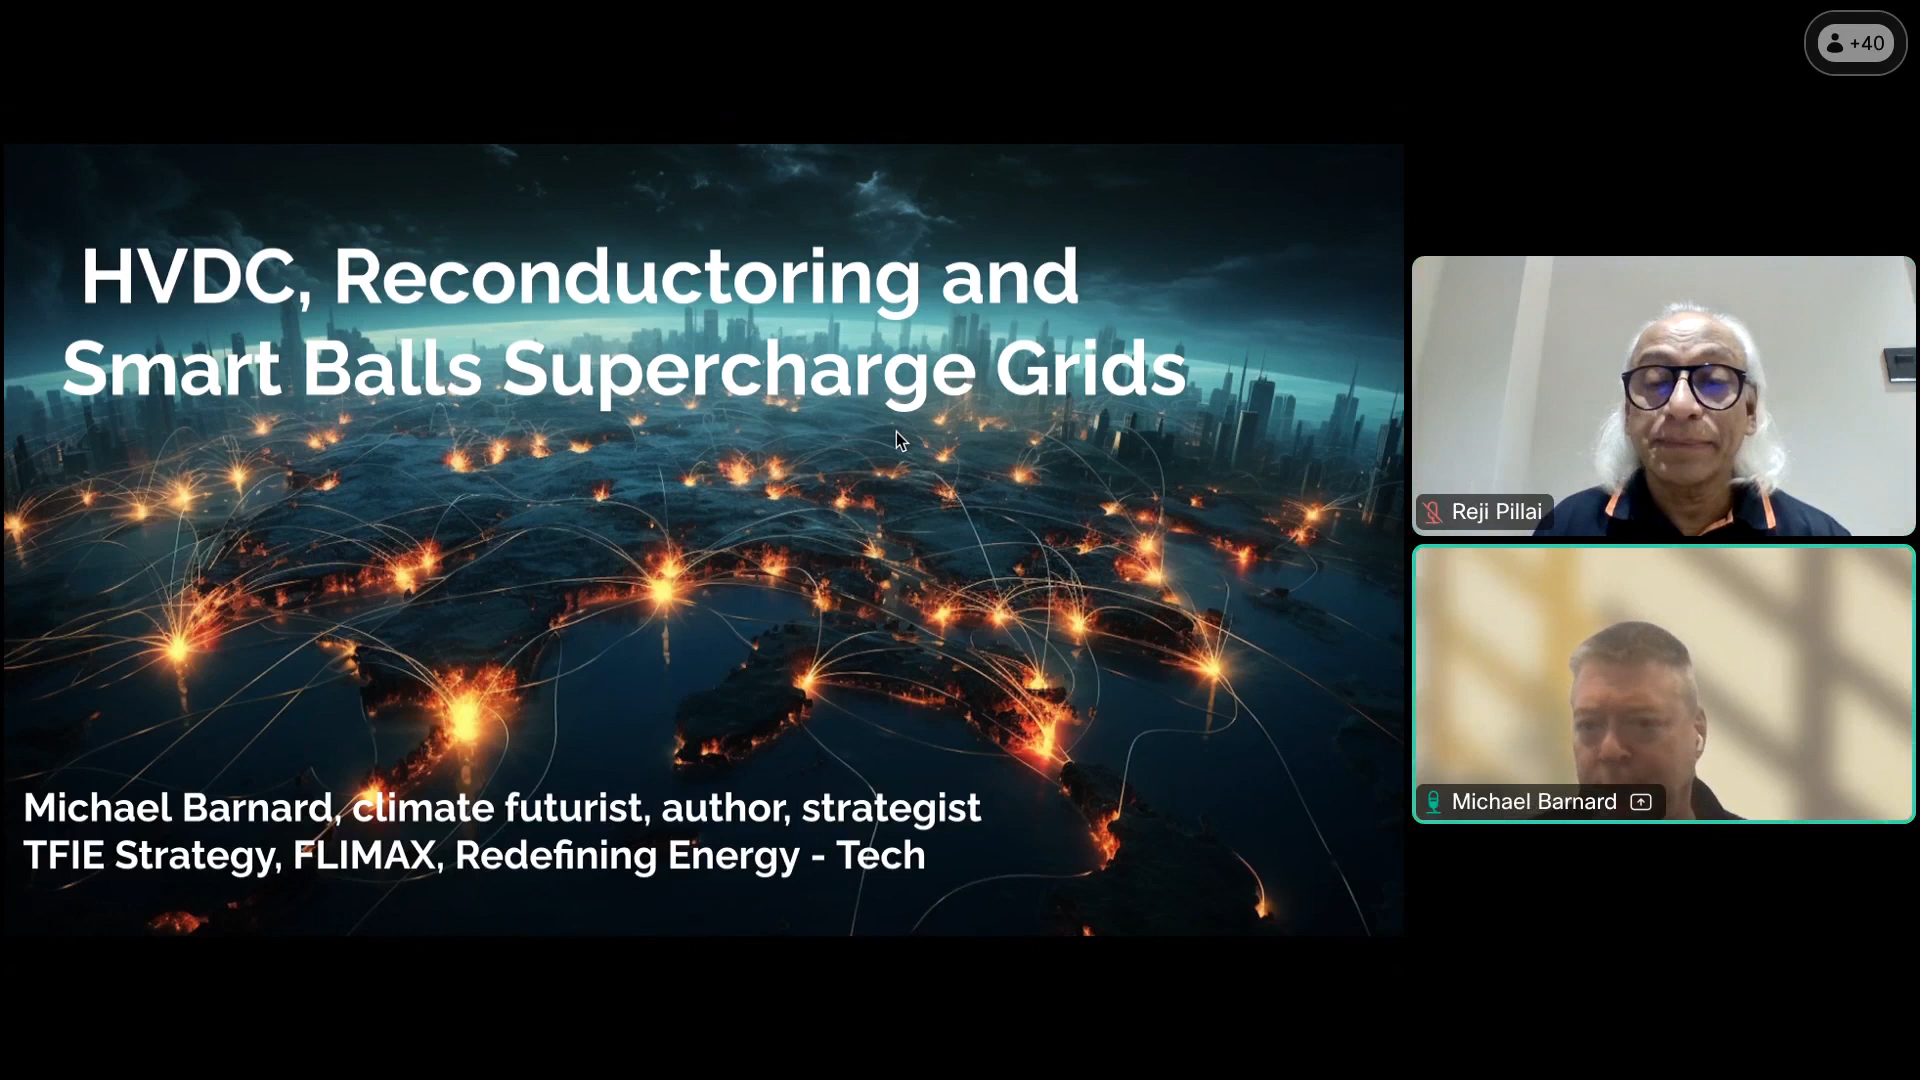 +40
HVDC, Reconductoring and
Smart Balls Supercharge Grids
Michael Barnard, climate futurist, author, strategist
TFIE Strategy, FLIMAX, Redefining Energy - Tech
Reji Pillai
Michael Barnard